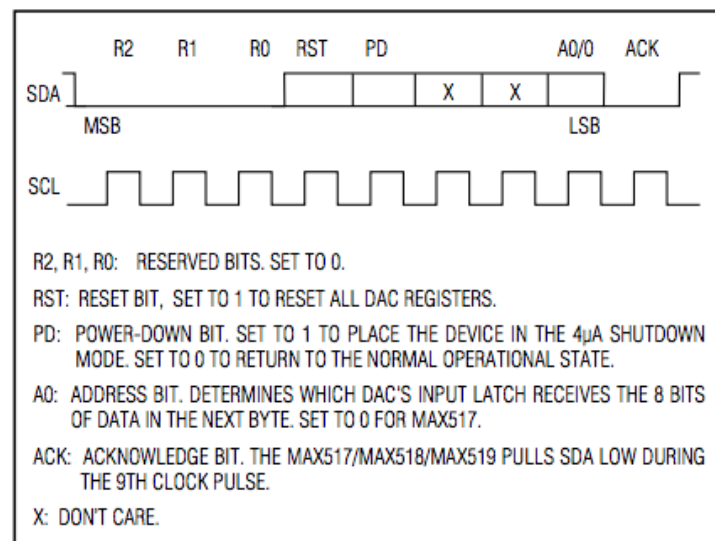 R2 R1 R0 RST PD A0/0 ACK
SDA X X
MSB LSB
SCL
R2, R1, R0: RESERVED BITS. SET TO 0.
RST: RESET BIT, SET TO 1 TO RESET ALL DAC REGISTERS.
PD: POWER-DOWN BIT. SET TO 1 TO PLACE THE DEVICE IN THE 4µA SHUTDOWN
MODE. SET TO 0 TO RETURN TO THE NORMAL OPERATIONAL STATE.
A0: ADDRESS BIT. DETERMINES WHICH DAC'S INPUT LATCH RECEIVES THE 8 BITS
OF DATA IN THE NEXT BYTE. SET TO 0 FOR MAX517.
ACK: ACKNOWLEDGE BIT. THE MAX517/MAX518/MAX519 PULLS SDA LOW DURING
THE 9TH CLOCK PULSE.
X: DON'T CARE.